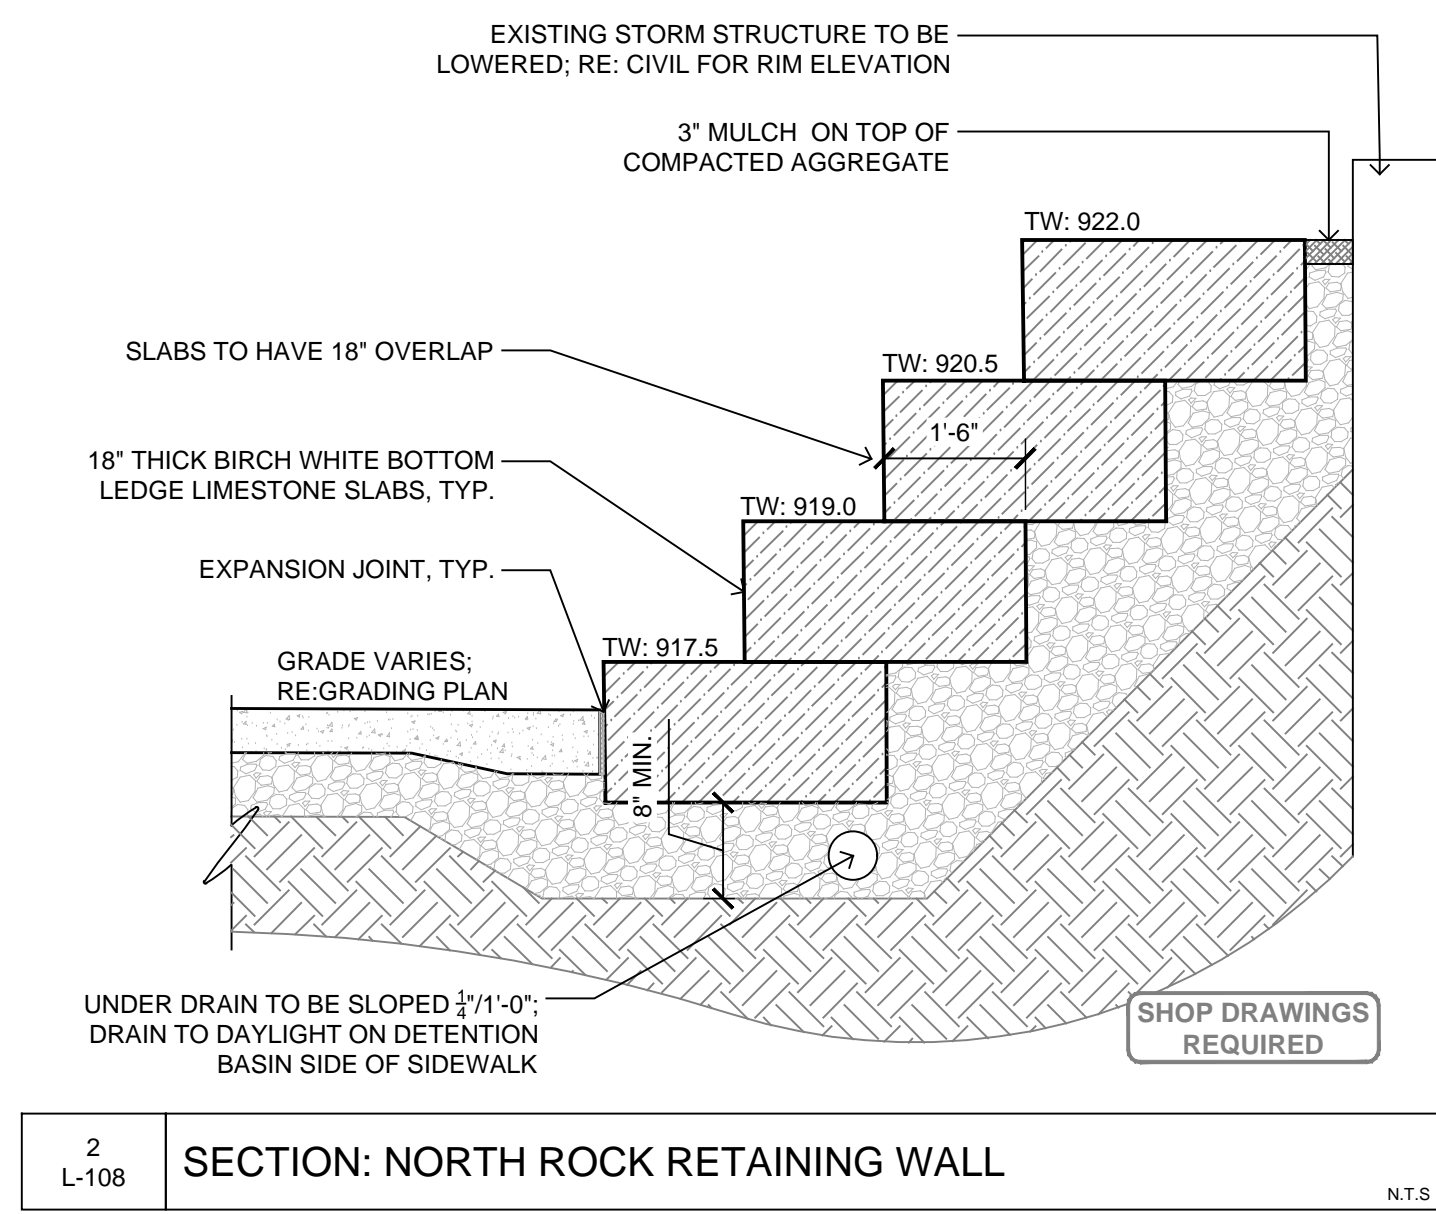 EXISTING STORM STRUCTURE TO BE
LOWERED; RE: CIVIL FOR RIM ELEVATION
3" MULCH ON TOP OF
COMPACTED AGGREGATE
TW: 922.0
SLABS TO HAVE 18" OVERLAP
TW: 920.5
1'-6"
18" THICK BIRCH WHITE BOTTOM
LEDGE LIMESTONE SLABS, TYP.
TW: 919.0
EXPANSION JOINT, TYP.
TW: 917.5
GRADE VARIES;
RE:GRADING PLAN
8" MIN.
UNDER DRAIN TO BE SLOPED 1/4"/1'-0";
DRAIN TO DAYLIGHT ON DETENTION
BASIN SIDE OF SIDEWALK
SHOP DRAWINGS
REQUIRED
2
L-108
SECTION: NORTH ROCK RETAINING WALL
N.T.S